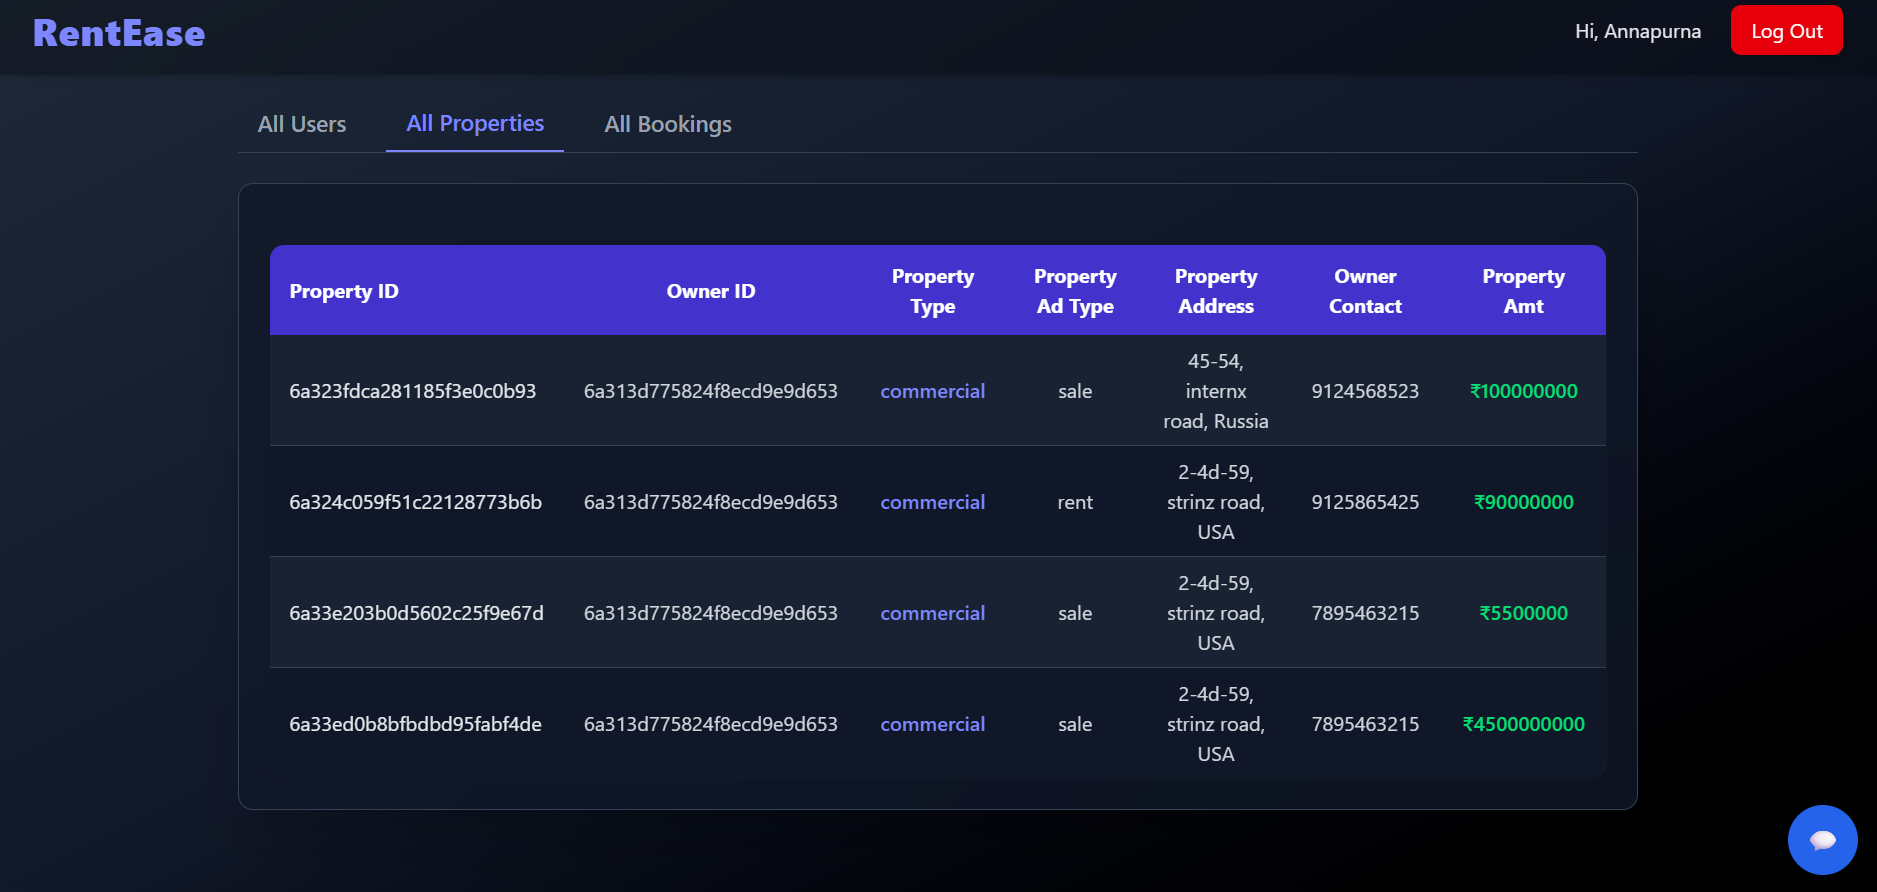 RentEase
Hi, Annapurna
Log Out
All Users
All Properties
All Bookings
Property ID
Owner ID
Property
Type
Property
Ad Type
Property
Address
Owner
Contact
Property
Amt
6a323fdca281185f3e0c0b93
6a313d775824f8ecd9e9d653
commercial
sale
45-54,
internx
road, Russia
9124568523
₹100000000
6a324c059f51c22128773b6b
6a313d775824f8ecd9e9d653
commercial
rent
2-4d-59,
strinz road,
USA
9125865425
₹90000000
6a33e203b0d5602c25f9e67d
6a313d775824f8ecd9e9d653
commercial
sale
2-4d-59,
strinz road,
USA
7895463215
₹5500000
6a33ed0b8bfbdbd95fabf4de
6a313d775824f8ecd9e9d653
commercial
sale
2-4d-59,
strinz road,
USA
7895463215
₹4500000000